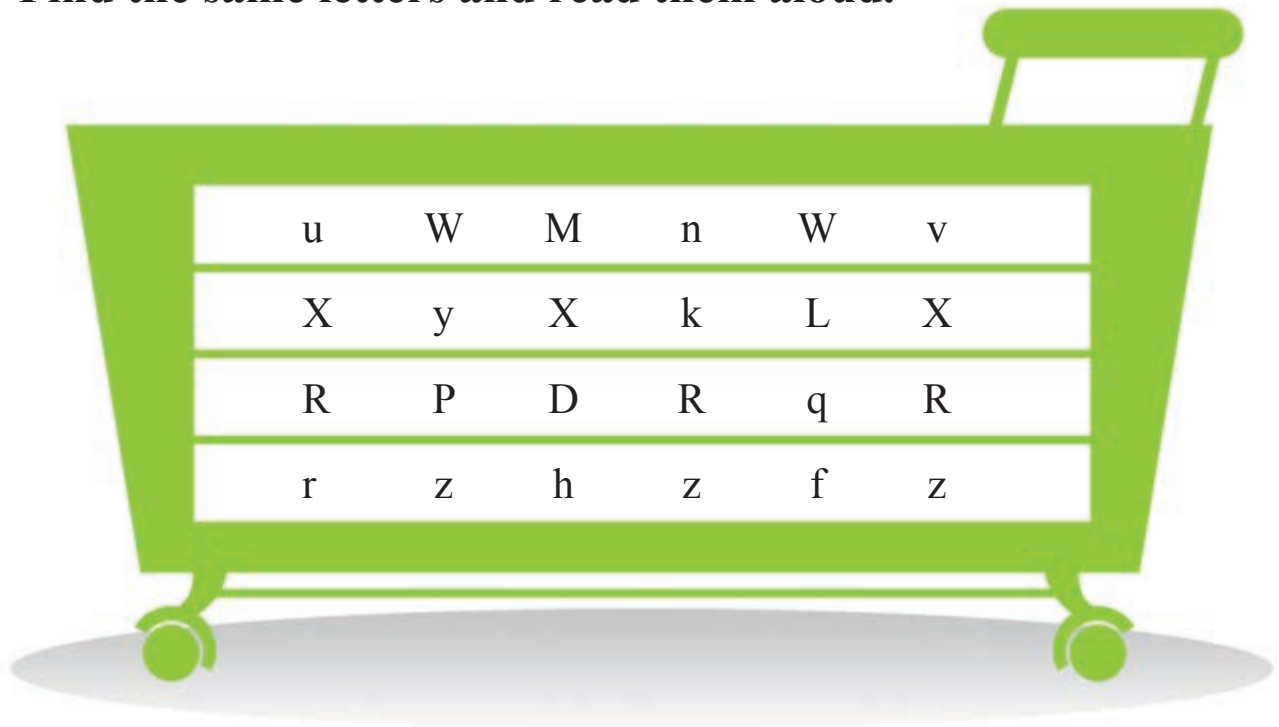 Find the same letters and read them aloud.
u W M n W v
X y X k L X
R P D R q R
r z h z f z